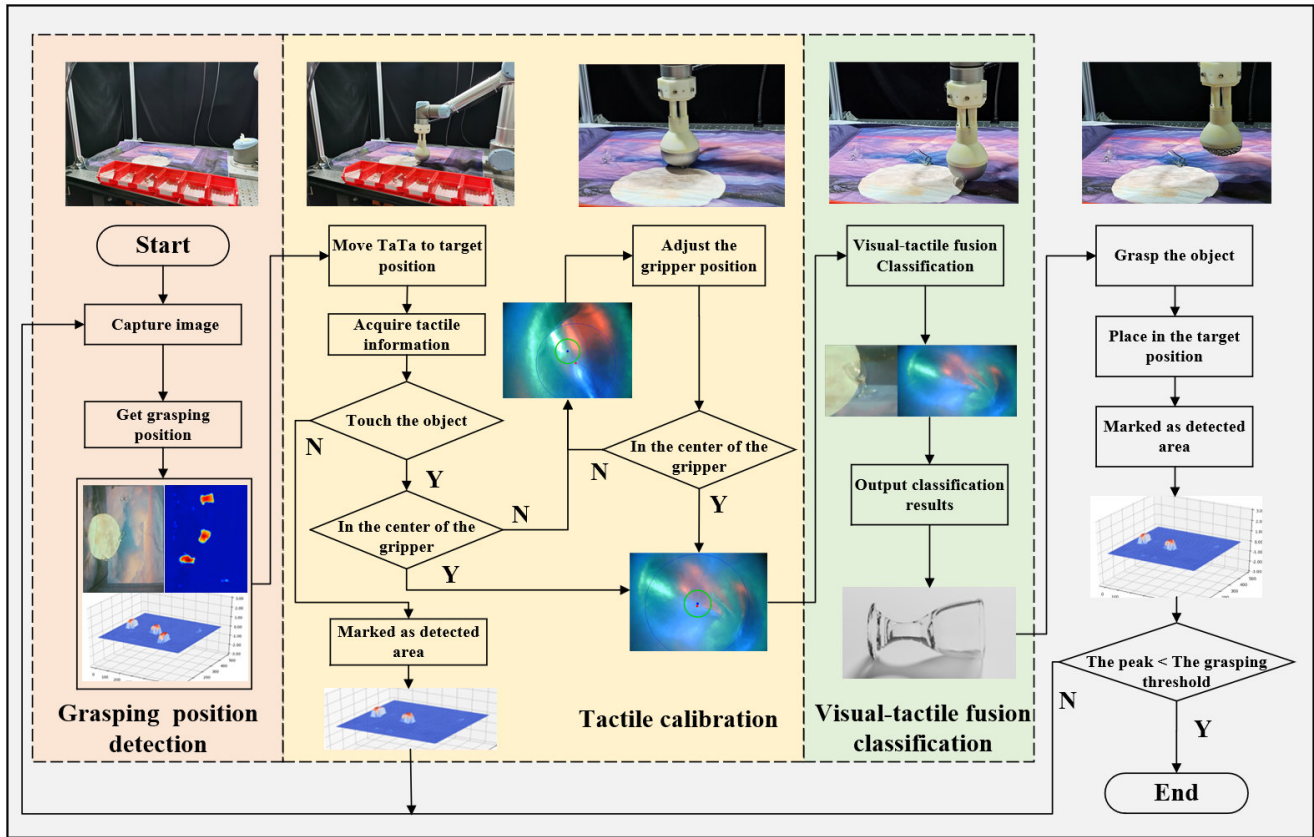 Start
Capture image
Get grasping
position
Grasping position
detection
Move TaTa to target
position
Acquire tactile
information
Touch the object
N
Y
In the center of the
gripper
N
Y
Marked as detected
area
Adjust the
gripper position
In the center of the
gripper
N
Y
Tactile calibration
Visual-tactile fusion
Classification
Output classification
results
Visual-tactile fusion
classification
Grasp the object
Place in the target
position
Marked as detected
area
The peak < The grasping
threshold
N
Y
End